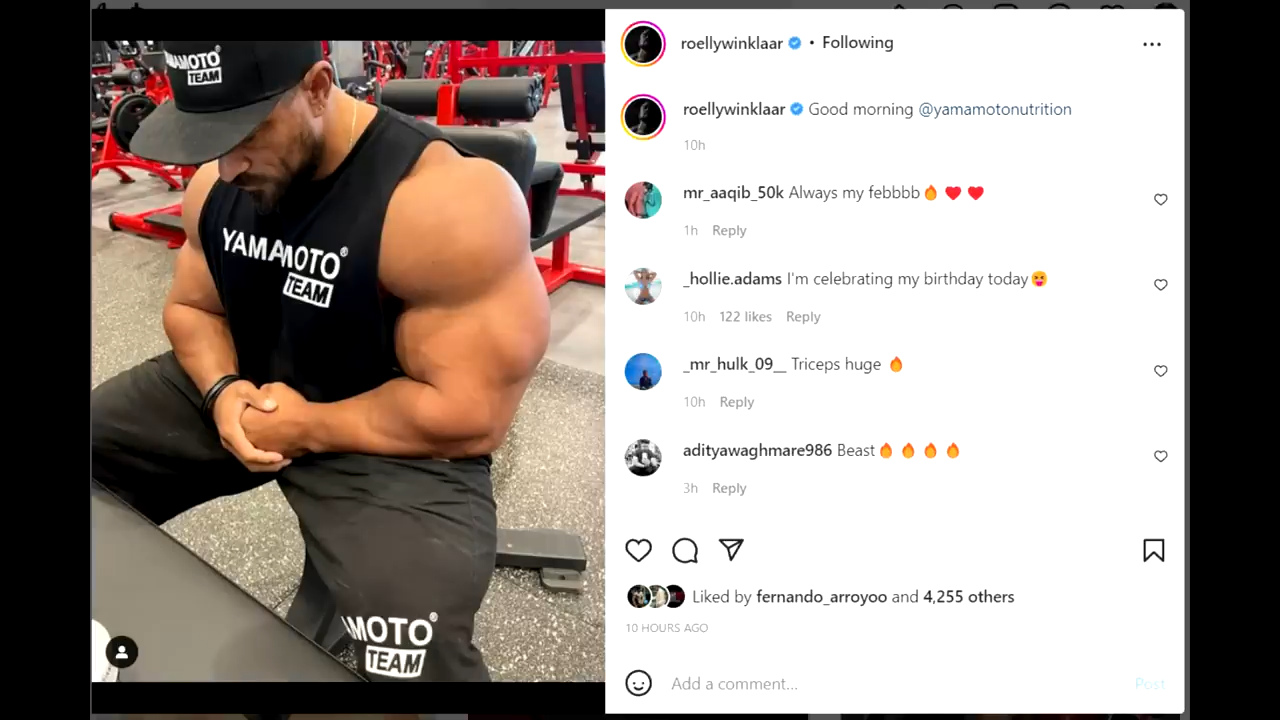 AMOTO
TEAM
YAMAMOTO®
TEAM
MOTO®
TEAM
roellywinklaar • Following
roellywinklaar Good morning @yamamotonutrition
10h
mr_aaqib_50k Always my febbbb🔥❤️❤️
1h Reply
_hollie.adams I'm celebrating my birthday today😝
10h 122 likes Reply
_mr_hulk_09__ Triceps huge 🔥
10h Reply
adityawaghmare986 Beast🔥🔥🔥🔥
3h Reply
Liked by fernando_arroyoo and 4,255 others
10 HOURS AGO
Add a comment...
Post